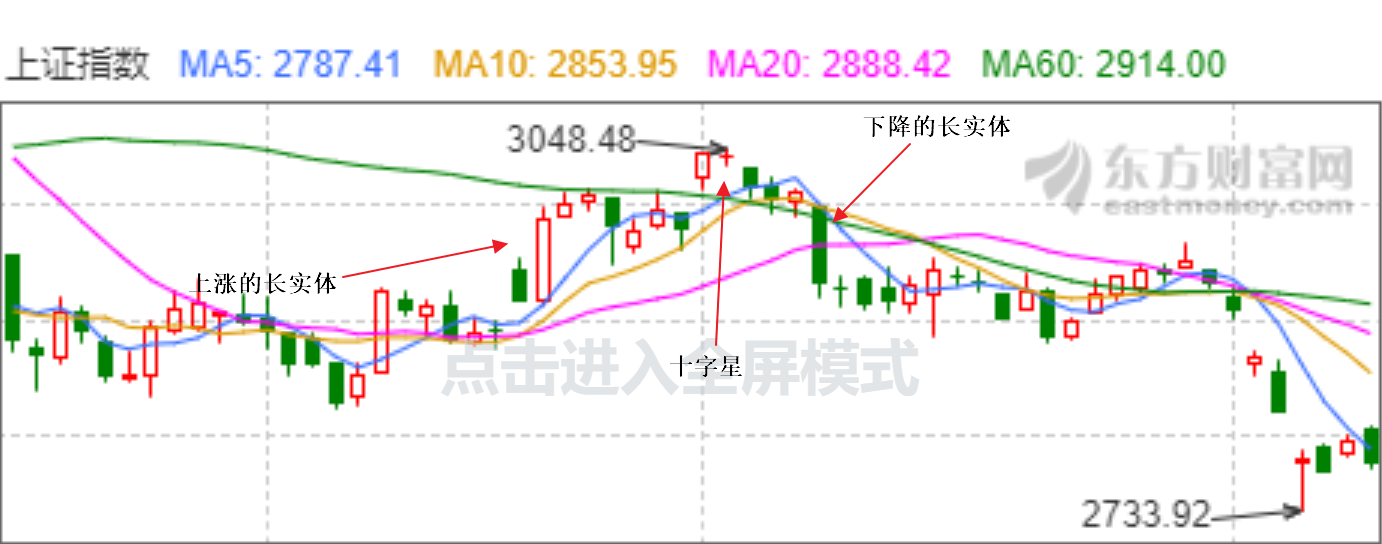 上证指数 MA5: 2787.41 MA10: 2853.95 MA20: 2888.42 MA60: 2914.00
3048.48
下降的长实体
东方财富网
eastmoney.com
上涨的长实体
十字星
点击进入全屏模式
2733.92